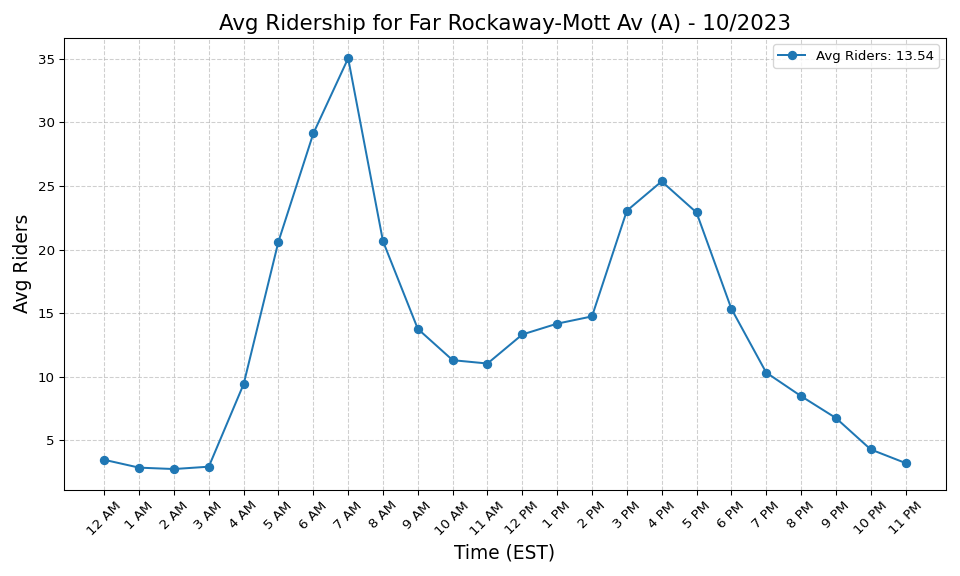 Avg Ridership for Far Rockaway-Mott Av (A) - 10/2023
Avg Riders: 13.54
35
30
25
20
15
10
5
Avg Riders
12 AM
1 AM
2 AM
3 AM
4 AM
5 AM
6 AM
7 AM
8 AM
9 AM
10 AM
11 AM
12 PM
1 PM
2 PM
3 PM
4 PM
5 PM
6 PM
7 PM
8 PM
9 PM
10 PM
11 PM
Time (EST)